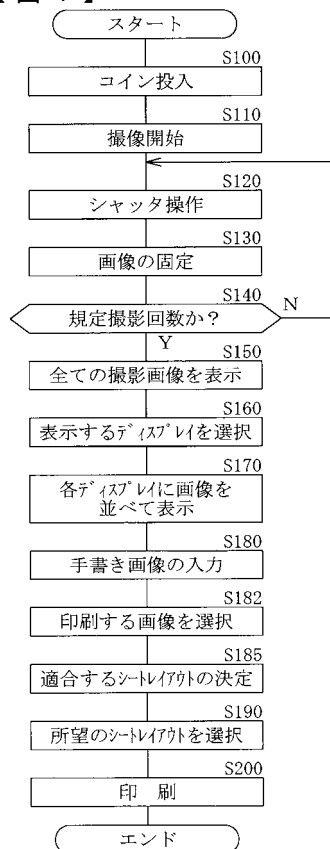 スタート
S100
コイン投入
S110
撮像開始
S120
シャッタ操作
S130
画像の固定
S140
規定撮影回数か?
N
Y
S150
全ての撮影画像を表示
S160
表示するディスプレイを選択
S170
各ディスプレイに画像を
並べて表示
S180
手書き画像の入力
S182
印刷する画像を選択
S185
適合するシートレイアウトの決定
S190
所望のシートレイアウトを選択
S200
印 刷
エンド